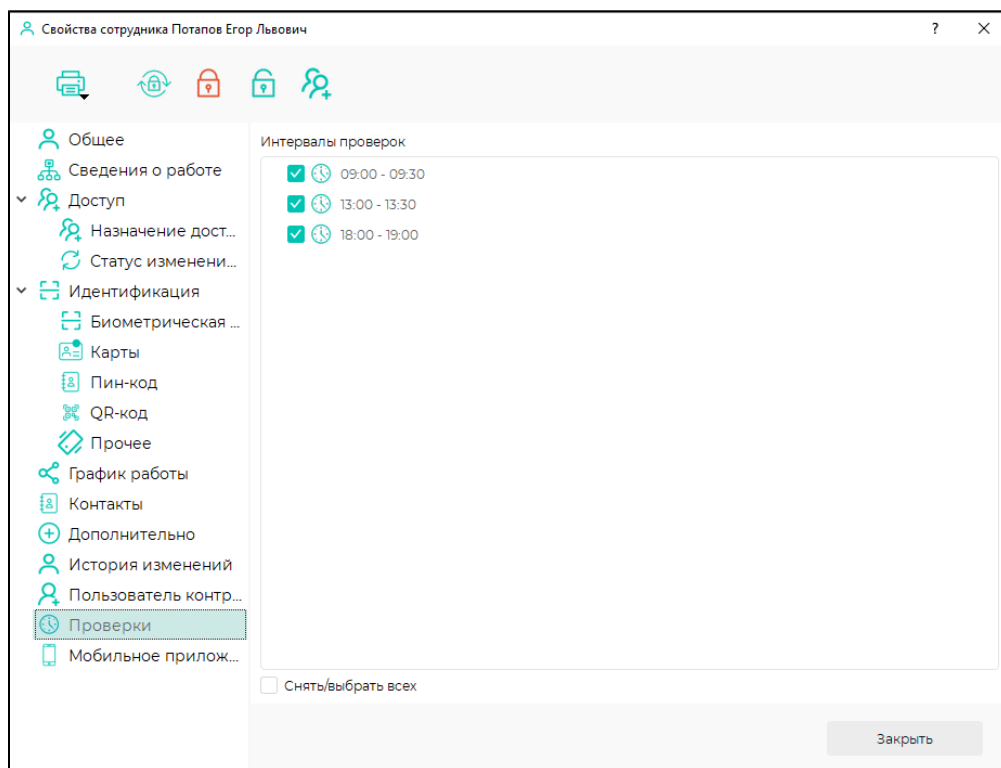 Свойства сотрудника Потапов Егор Львович
?
Общее
Сведения о работе
Доступ
Назначение дост...
Статус изменени...
Идентификация
Биометрическая ...
Карты
Пин-код
QR-код
Прочее
График работы
Контакты
Дополнительно
История изменений
Пользователь контр...
Проверки
Мобильное прилож...
Интервалы проверок
09:00 - 09:30
13:00 - 13:30
18:00 - 19:00
Снять/выбрать всех
Закрыть